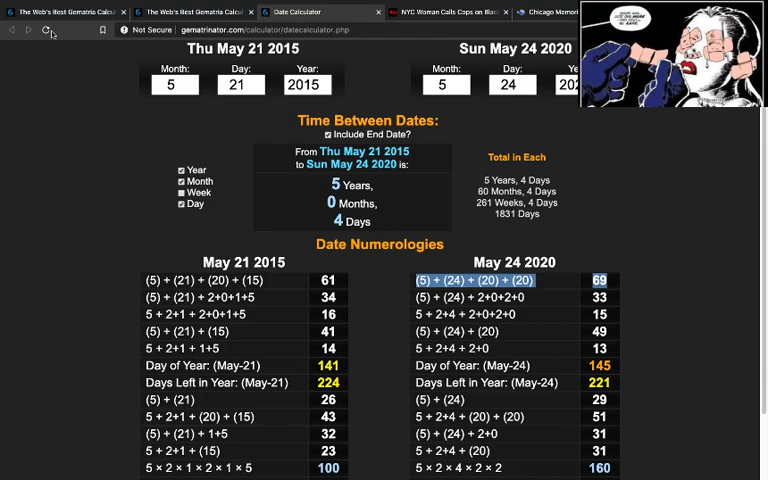 The Web's Best Gematria Calcu
The Web's Best Gematria Calcul
Date Calculator
NYC Woman Calls Cops on Black
Chicago Memori
Not Secure
gematrinator.com/calculator/datecalculator.php
Thu May 21 2015
Sun May 24 2020
Month:
Day:
Year:
Month:
Day:
5
21
2015
5
24
202
Time Between Dates:
Include End Date?
From Thu May 21 2015
to Sun May 24 2020 is:
5 Years,
0 Months,
4 Days
Year
Month
Week
Day
Total in Each
5 Years, 4 Days
60 Months, 4 Days
261 Weeks, 4 Days
1831 Days
Date Numerologies
May 21 2015
May 24 2020
(5) + (21) + (20) + (15) 61
(5) + (24) + (20) + (20) 69
(5) + (21) + 2+0+1+5 34
(5) + (24) + 2+0+2+0 33
5 + 2+1 + 2+0+1+5 16
5 + 2+4 + 2+0+2+0 15
(5) + (21) + (15) 41
(5) + (24) + (20) 49
5 + 2+1 + 1+5 14
5 + 2+4 + 2+0 13
Day of Year: (May-21) 141
Day of Year: (May-24) 145
Days Left in Year: (May-21) 224
Days Left in Year: (May-24) 221
(5) + (21) 26
(5) + (24) 29
5 + 2+1 + (20) + (15) 43
5 + 2+4 + (20) + (20) 51
(5) + (21) + 1+5 32
(5) + (24) + 2+0 31
5 + 2+1 + (15) 23
5 + 2+4 + (20) 31
5 × 2 × 1 × 2 × 1 × 5 100
5 × 2 × 4 × 2 × 2 160